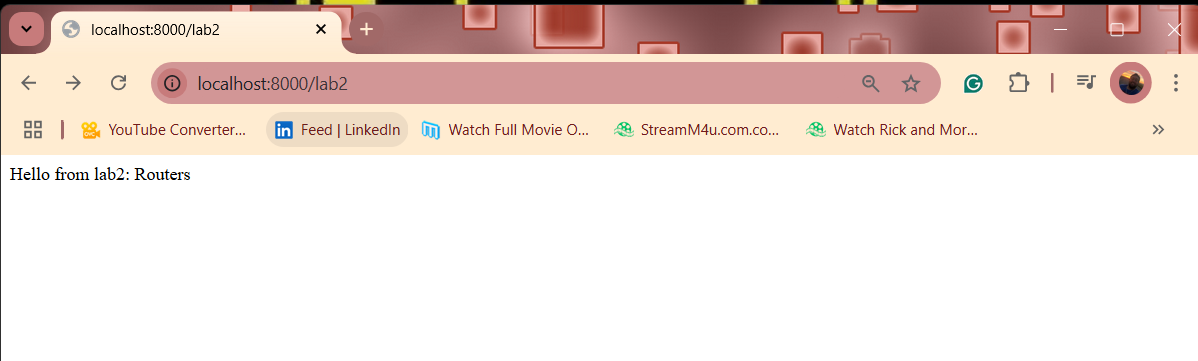 localhost:8000/lab2
localhost:8000/lab2
YouTube Converter... Feed | LinkedIn Watch Full Movie O... StreamM4u.com.co... Watch Rick and Mor...
Hello from lab2: Routers